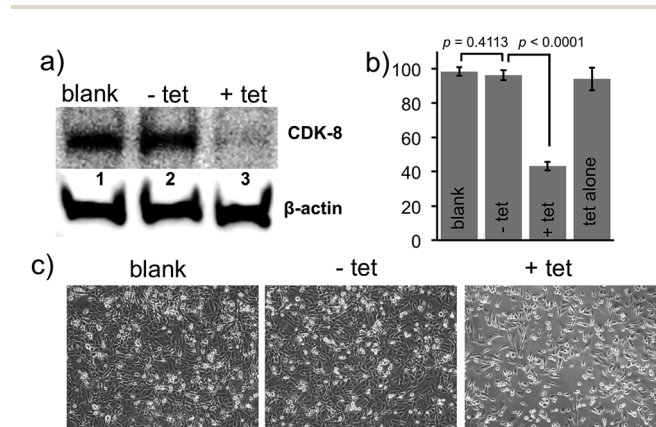 a)
blank - tet + tet
CDK-8
1 2 3
β-actin
b)
p = 0.4113 p < 0.0001
100
80
60
40
20
0
blank
- tet
+ tet
tet alone
c)
blank - tet + tet